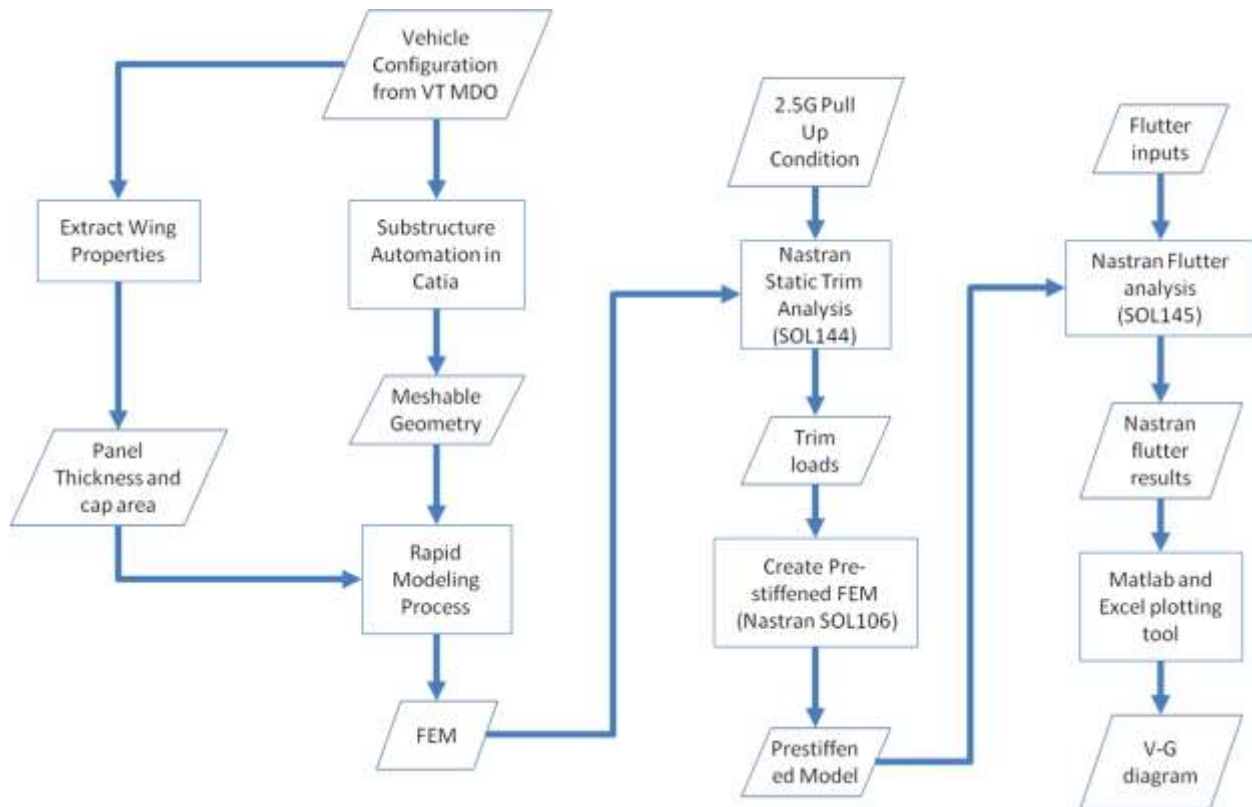 Vehicle
Configuration
from VT MDO
Extract Wing
Properties
Substructure
Automation in
Catia
Panel
Thickness and
cap area
Meshable
Geometry
Rapid
Modeling
Process
FEM
2.5G Pull
Up
Condition
Nastran
Static Trim
Analysis
(SOL144)
Trim
loads
Create Pre-
stiffened FEM
(Nastran SOL106)
Prestiffen
ed Model
Flutter
inputs
Nastran Flutter
analysis
(SOL145)
Nastran
flutter
results
Matlab and
Excel plotting
tool
V-G
diagram